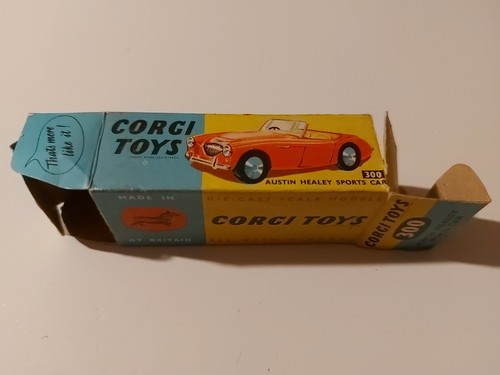 Thats more
like it!
CORGI
TOYS
300
AUSTIN HEALEY SPORTS CAR
MADE IN
GT. BRITAIN
DIE-CAST SCALE MODELS
CORGI TOYS
CORGI TOYS
300